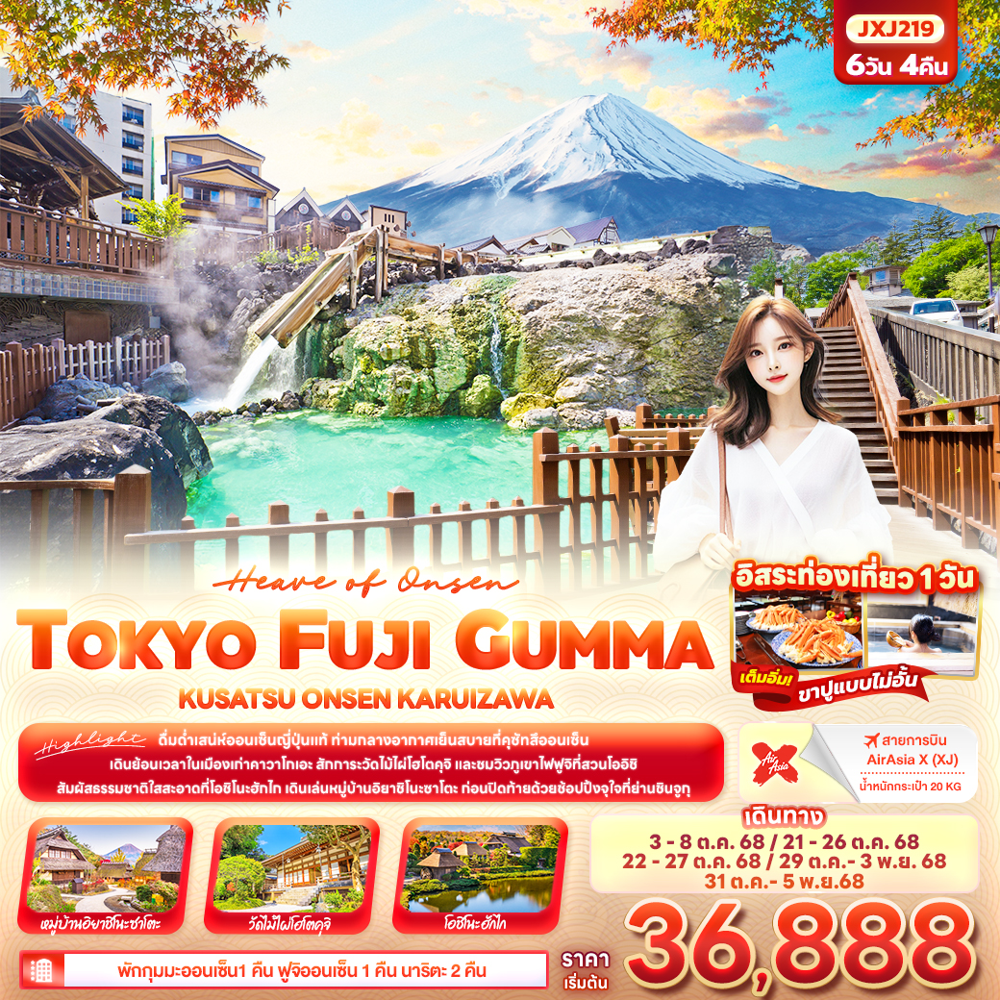 JXJ219
6วัน 4คืน
Heave of Onsen
TOKYO FUJI GUMMA
KUSATSU ONSEN KARUIZAWA
อิสระท่องเที่ยว 1 วัน
เต็มอิ่ม! ขาปูแบบไม่อั้น
Highlight ดื่มด่ำเสน่ห์ออนเซ็นญี่ปุ่นแท้ ท่ามกลางอากาศเย็นสบายที่คุซัทสึออนเซ็น
เดินย้อนเวลาในเมืองเก่าคาวาโกเอะ สักการะวัดไม้ไผ่โฮโตคุจิ และชมวิวภูเขาไฟฟูจิที่สวนโออิชิ
สัมผัสธรรมชาติใสสะอาดที่โอชิโนะฮักไก เดินเล่นหมู่บ้านอิยาชิโนะซาโตะ ก่อนปิดท้ายด้วยช้อปปิ้งจุใจที่ย่านชินจูกุ
Air Asia
สายการบิน
AirAsia X (XJ)
น้ำหนักกระเป๋า 20 KG
เดินทาง
3 - 8 ต.ค. 68 / 21 - 26 ต.ค. 68
22 - 27 ต.ค. 68 / 29 ต.ค.- 3 พ.ย. 68
31 ต.ค.- 5 พ.ย.68
หมู่บ้านอิยาชิโนะซาโตะ
วัดไม้ไผ่โฮโตคุจิ
โอชิโนะฮักไก
พักกุมมะออนเซ็น1 คืน ฟูจิออนเซ็น 1 คืน นาริตะ 2 คืน
ราคา
เริ่มต้น
36,888